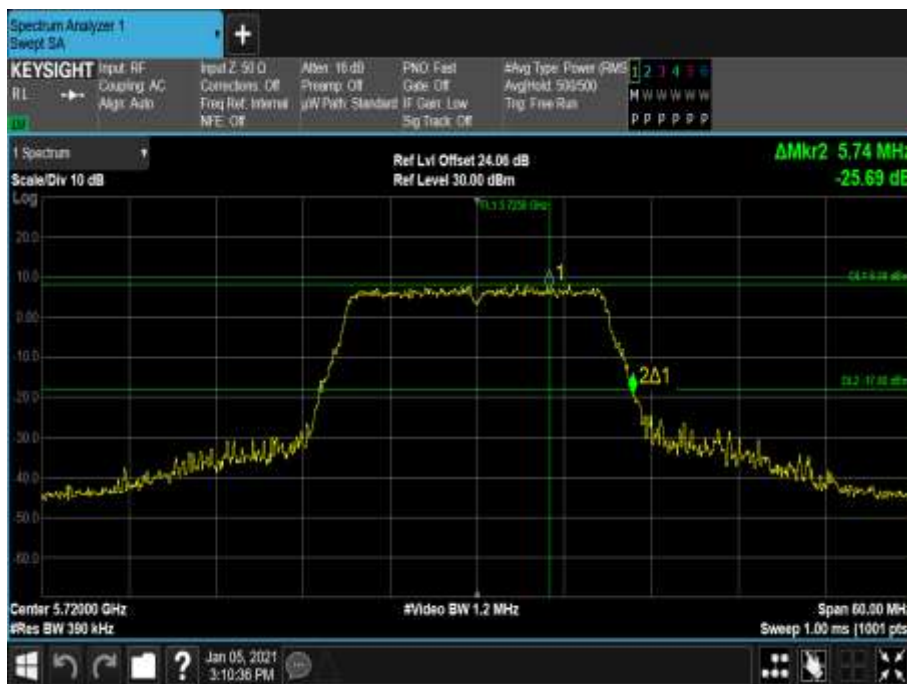 Spectrum Analyzer 1
Swept SA
KEYSIGHT
RL
Input: RF
Coupling: AC
Align: Auto
Input Z: 50 Ω
Corrections: Off
Freq Ref: Internal
NFE: Off
Atten: 16 dB
Preamp: Off
µW Path: Standard
PNO: Fast
Gate: Off
IF Gain: Low
Sig Track: Off
#Avg Type: Power (RMS
Avg|Hold: 500/500
Trig: Free Run
1 2 3 4 5 6
M W W W W W
P P P P P P
1 Spectrum
Scale/Div 10 dB
Log
Ref Lvl Offset 24.06 dB
Ref Level 30.00 dBm
ΔMkr2 5.74 MHz
-25.69 dB
20.0
10.0
0.00
-10.0
-20.0
-30.0
-40.0
-50.0
-60.0
1
2Δ1
Center 5.72000 GHz
#Res BW 390 kHz
#Video BW 1.2 MHz
Span 60.00 MHz
Sweep 1.00 ms (1001 pts
?
Jan 05, 2021
3:10:36 PM